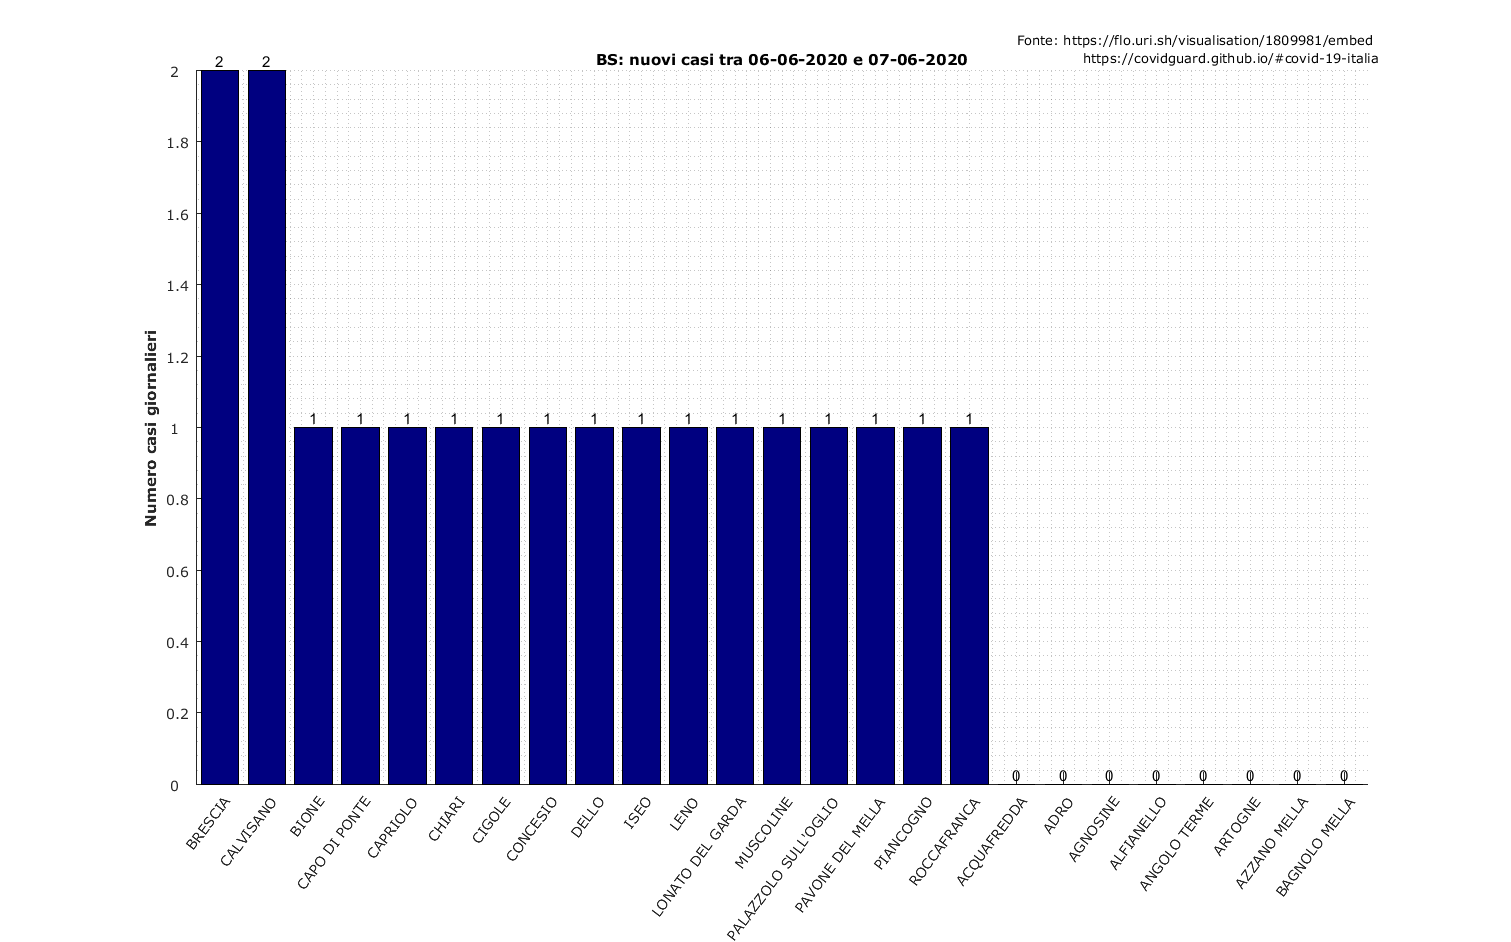 Fonte: https://flo.uri.sh/visualisation/1809981/embed
https://covidguard.github.io/#covid-19-italia
BS: nuovi casi tra 06-06-2020 e 07-06-2020
Numero casi giornalieri
2
1.8
1.6
1.4
1.2
1
0.8
0.6
0.4
0.2
0
2 2 1 1 1 1 1 1 1 1 1 1 1 1 1 1 1 0 0 0 0 0 0 0 0
BRESCIA
CALVISANO
BIONE
CAPO DI PONTE
CAPRIOLO
CHIARI
CIGOLE
CONCESIO
DELLO
ISEO
LENO
LONATO DEL GARDA
MUSCOLINE
PALAZZOLO SULL'OGLIO
PAVONE DEL MELLA
PIANCOGNO
ROCCAFRANCA
ACQUAFREDDA
ADRO
AGNOSINE
ALFIANELLO
ANGOLO TERME
ARTOGNE
AZZANO MELLA
BAGNOLO MELLA